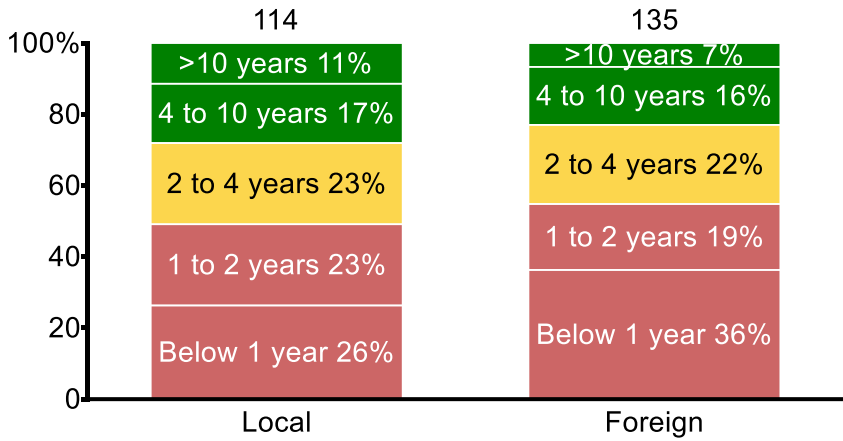 114 135
100%
80
60
40
20
0
>10 years 11%
4 to 10 years 17%
2 to 4 years 23%
1 to 2 years 23%
Below 1 year 26%
>10 years 7%
4 to 10 years 16%
2 to 4 years 22%
1 to 2 years 19%
Below 1 year 36%
Local Foreign